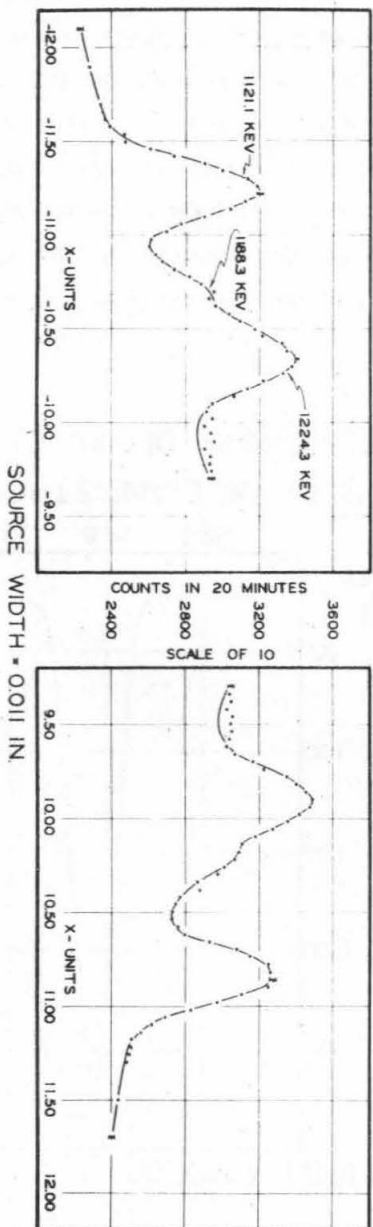 1121.1 KEV
1188.3 KEV
1224.3 KEV
-12.00 -11.50 -11.00 -10.50 -10.00 -9.50
X-UNITS
COUNTS IN 20 MINUTES
3600
3200
2800
2400
SCALE OF 10
9.50 10.00 10.50 11.00 11.50 12.00
X-UNITS
SOURCE WIDTH = 0.011 IN.